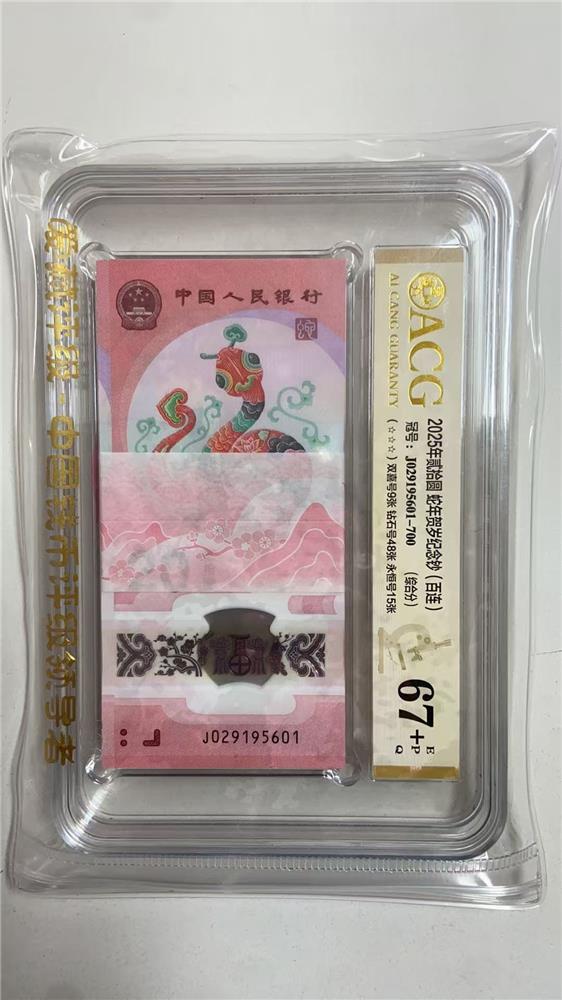 爱藏评级·中国钱币评级领导者
中国人民银行
J029195601
ACG
AI CANG GUARANTY
2025年贰拾圆 蛇年贺岁纪念钞（百连）
冠号：J029195601-700 （综合分）
(☆☆☆) 双喜号9张 钻石号48张 永恒号15张
67+
E
P
Q